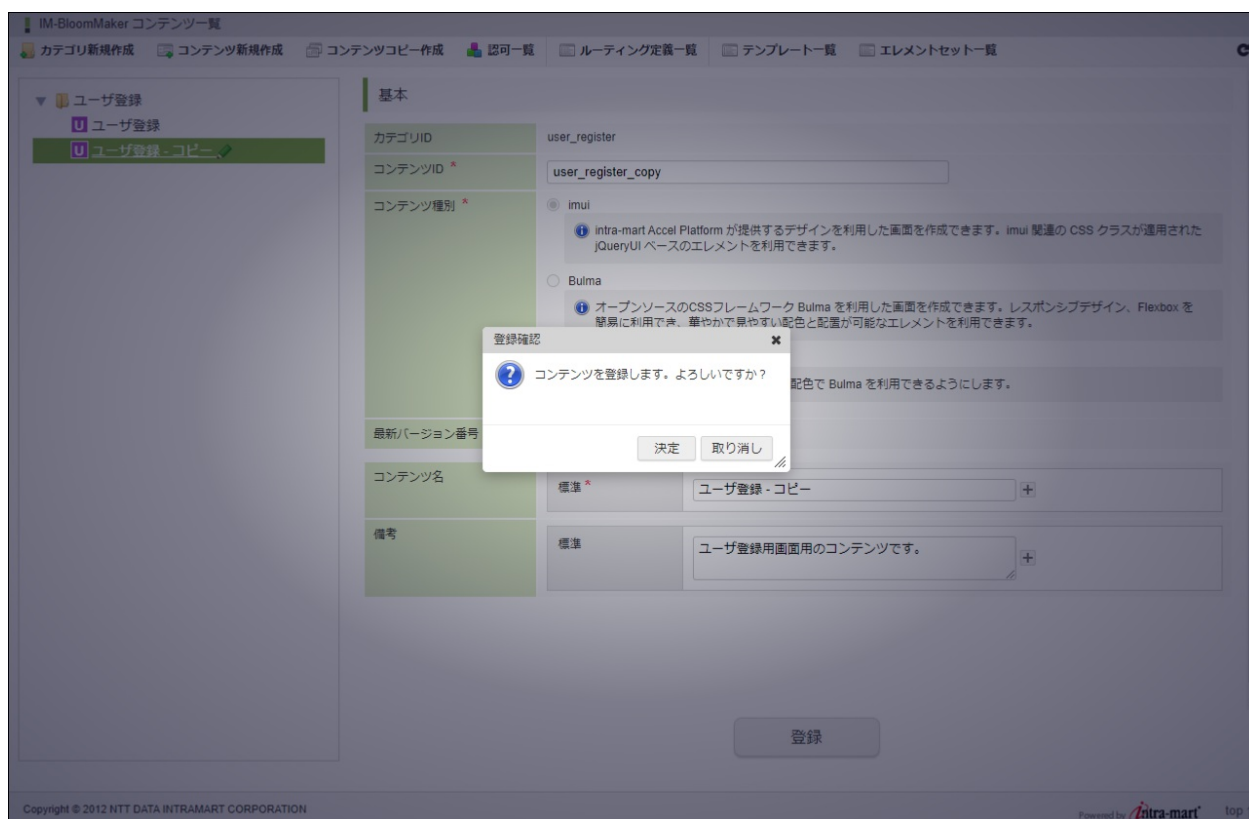 IM-BloomMaker コンテンツ一覧
カテゴリ新規作成 コンテンツ新規作成 コンテンツコピー作成 認可一覧 ルーティング定義一覧 テンプレート一覧 エレメントセット一覧
ユーザ登録
U ユーザ登録
U ユーザ登録 - コピー
基本
カテゴリID user_register
コンテンツID * user_register_copy
コンテンツ種別 * imui
intra-mart Accel Platform が提供するデザインを利用した画面を作成できます。imui 関連の CSS クラスが適用された
jQueryUI ベースのエレメントを利用できます。
Bulma
オープンソースのCSSフレームワーク Bulma を利用した画面を作成できます。レスポンシブデザイン、Flexbox を
簡易に利用でき、華やかで見やすい配色と配置が可能なエレメントを利用できます。
登録確認
コンテンツを登録します。よろしいですか?
配色で Bulma を利用できるようにします。
決定 取り消し
最新バージョン番号
コンテンツ名 標準 * ユーザ登録 - コピー
備考 標準 ユーザ登録用画面用のコンテンツです。
登録
Copyright © 2012 NTT DATA INTRAMART CORPORATION
Powered by intra-mart top